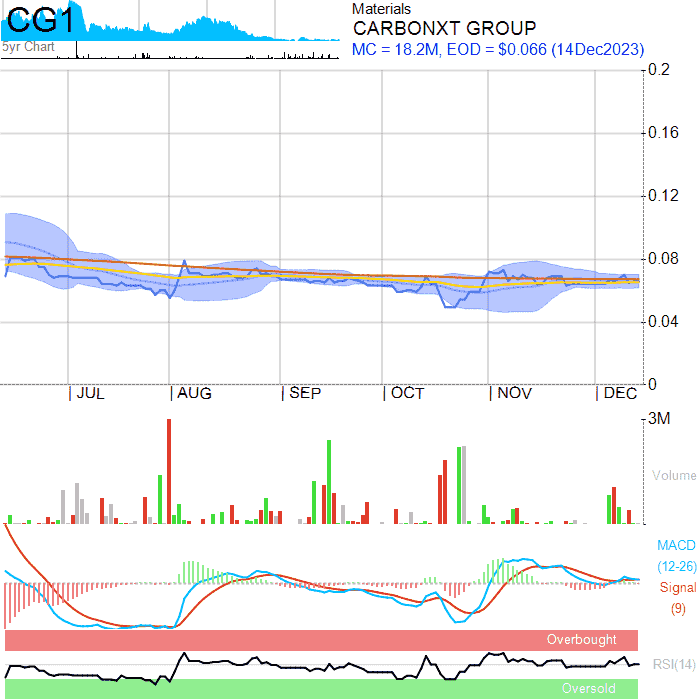 CG1
5yr Chart
Materials
CARBONXT GROUP
MC = 18.2M, EOD = $0.066 (14Dec2023)
0.2
0.16
0.12
0.08
0.04
0
JUL AUG SEP OCT NOV DEC
3M
Volume
MACD
(12-26)
Signal
(9)
Overbought
RSI(14)
Oversold